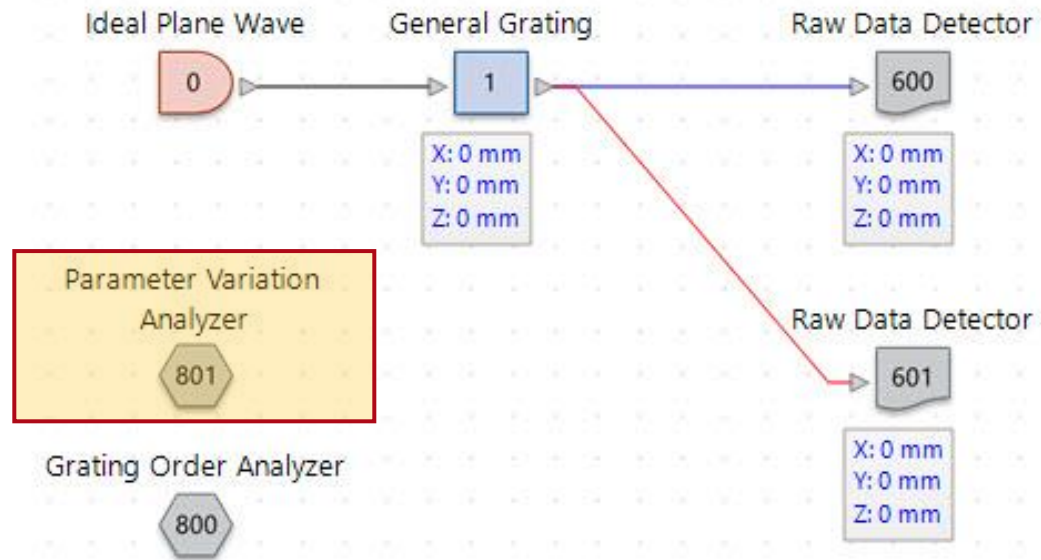 Ideal Plane Wave
0
General Grating
1
X: 0 mm
Y: 0 mm
Z: 0 mm
Raw Data Detector
600
X: 0 mm
Y: 0 mm
Z: 0 mm
Parameter Variation
Analyzer
801
Raw Data Detector
601
X: 0 mm
Y: 0 mm
Z: 0 mm
Grating Order Analyzer
800